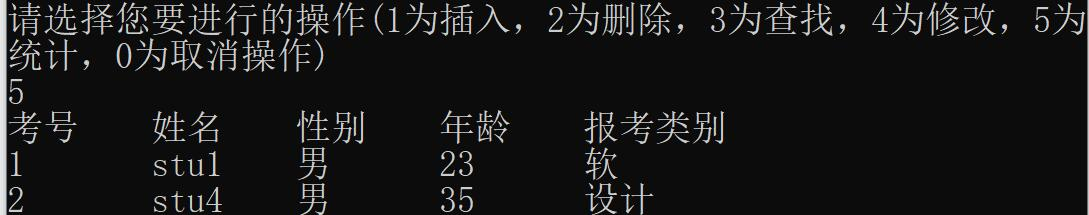 请选择您要进行的操作(1为插入，2为删除，3为查找，4为修改，5为
统计，0为取消操作)
5
考号 姓名 性别 年龄 报考类别
1 stu1 男 23 软
2 stu4 男 35 设计